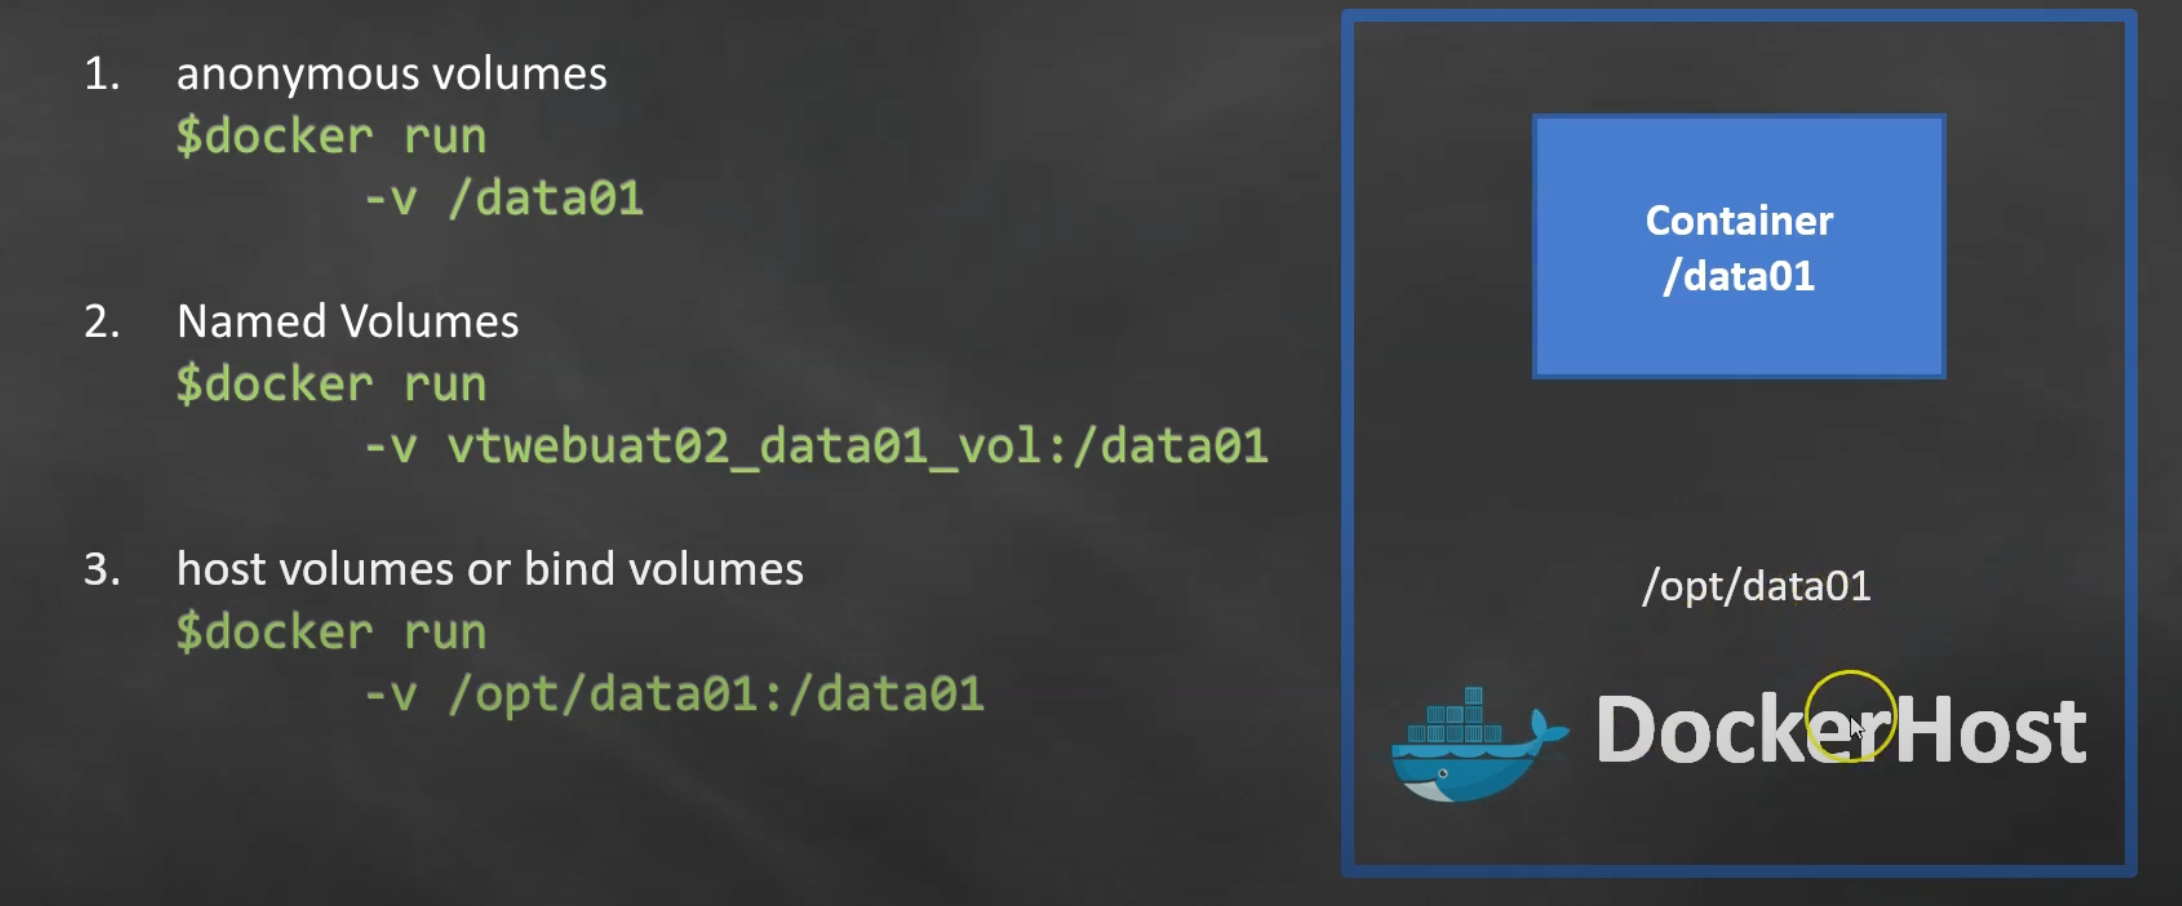 1. anonymous volumes
$docker run
-v /data01
2. Named Volumes
$docker run
-v vtwebuat02_data01_vol:/data01
3. host volumes or bind volumes
$docker run
-v /opt/data01:/data01
Container
/data01
/opt/data01
DockerHost